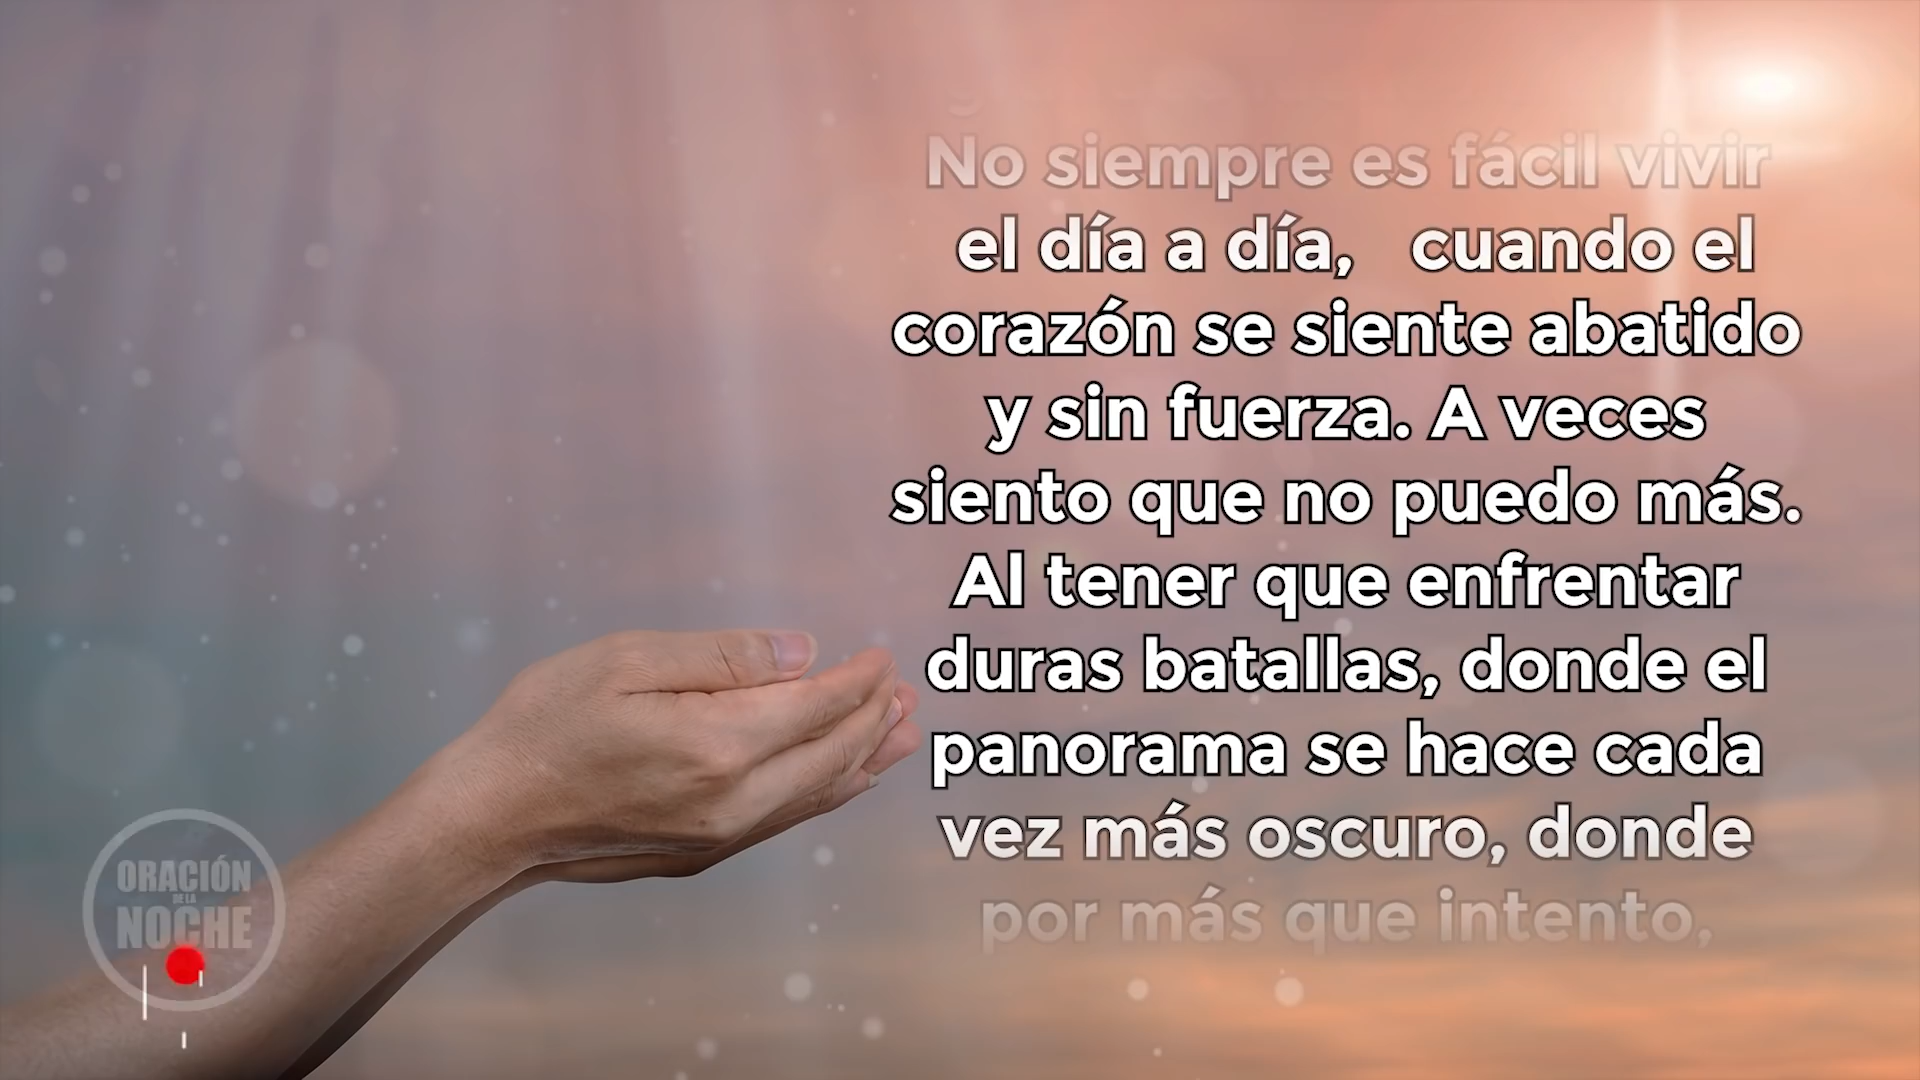 No siempre es fácil vivir
el día a día, cuando el
corazón se siente abatido
y sin fuerza. A veces
siento que no puedo más.
Al tener que enfrentar
duras batallas, donde el
panorama se hace cada
vez más oscuro, donde
por más que intento,
ORACIÓN
DE LA
NOCHE